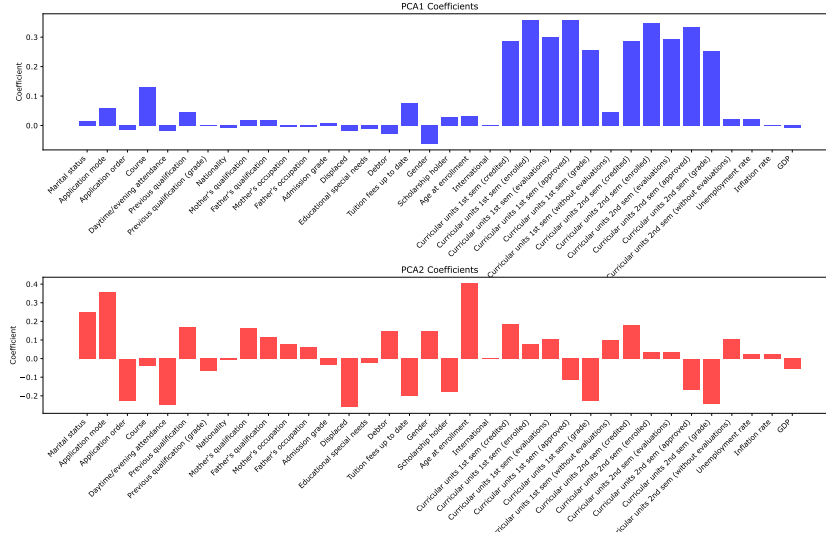 PCA1 Coefficients
Coefficient
0.3
0.2
0.1
0.0
Marital status
Application mode
Application order
Course
Daytime/evening attendance
Previous qualification
Previous qualification (grade)
Nationality
Mother's qualification
Father's qualification
Mother's occupation
Father's occupation
Admission grade
Displaced
Educational special needs
Debtor
Tuition fees up to date
Gender
Scholarship holder
Age at enrollment
International
Curricular units 1st sem (credited)
Curricular units 1st sem (enrolled)
Curricular units 1st sem (evaluations)
Curricular units 1st sem (approved)
Curricular units 1st sem (grade)
Curricular units 1st sem (without evaluations)
Curricular units 2nd sem (credited)
Curricular units 2nd sem (enrolled)
Curricular units 2nd sem (evaluations)
Curricular units 2nd sem (approved)
Curricular units 2nd sem (grade)
Curricular units 2nd sem (without evaluations)
Unemployment rate
Inflation rate
GDP
PCA2 Coefficients
Coefficient
0.4
0.3
0.2
0.1
0.0
−0.1
−0.2
Marital status
Application mode
Application order
Course
Daytime/evening attendance
Previous qualification
Previous qualification (grade)
Nationality
Mother's qualification
Father's qualification
Mother's occupation
Father's occupation
Admission grade
Displaced
Educational special needs
Debtor
Tuition fees up to date
Gender
Scholarship holder
Age at enrollment
International
Curricular units 1st sem (credited)
Curricular units 1st sem (enrolled)
Curricular units 1st sem (evaluations)
Curricular units 1st sem (approved)
Curricular units 1st sem (grade)
urricular units 1st sem (without evaluations)
Curricular units 2nd sem (credited)
Curricular units 2nd sem (enrolled)
Curricular units 2nd sem (evaluations)
Curricular units 2nd sem (approved)
Curricular units 2nd sem (grade)
urricular units 2nd sem (without evaluations)
Unemployment rate
Inflation rate
GDP